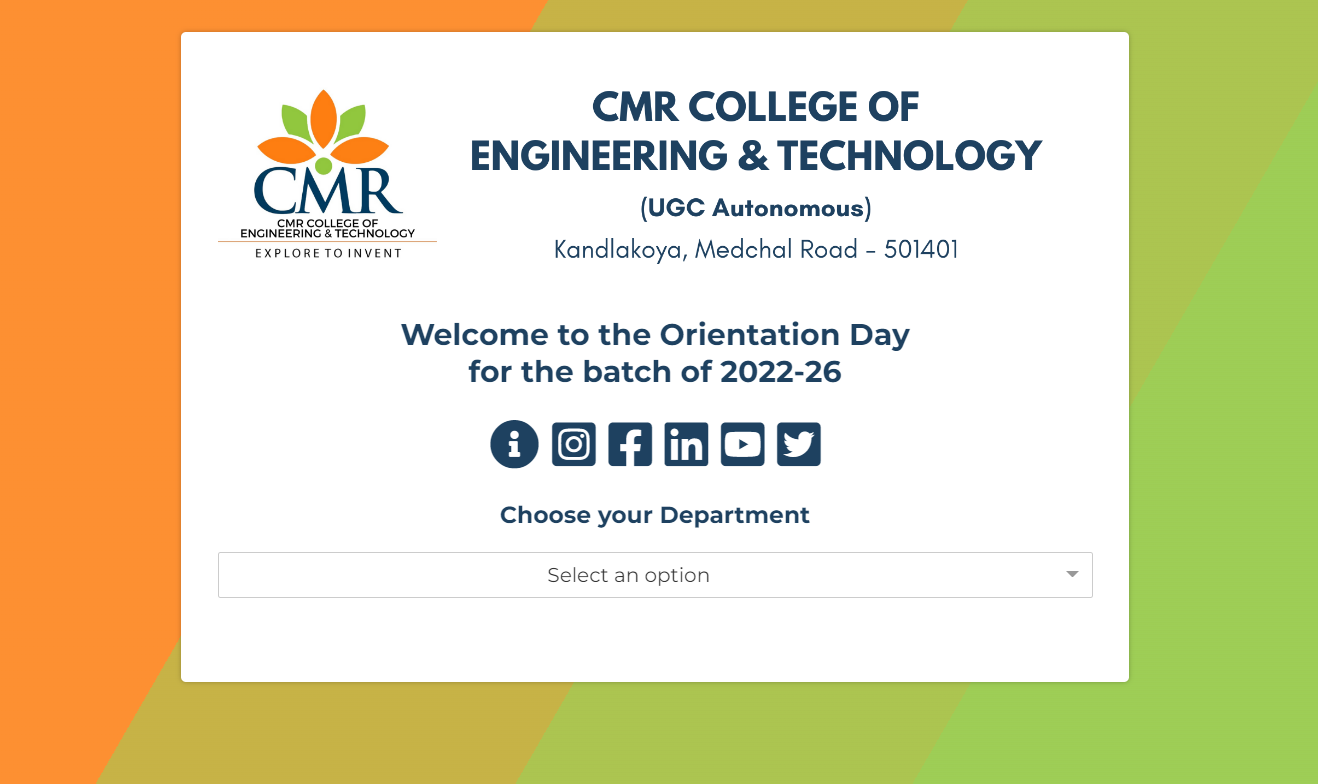 CMR
CMR COLLEGE OF
ENGINEERING & TECHNOLOGY
EXPLORE TO INVENT
CMR COLLEGE OF
ENGINEERING & TECHNOLOGY
(UGC Autonomous)
Kandlakoya, Medchal Road - 501401
Welcome to the Orientation Day
for the batch of 2022-26
Choose your Department
Select an option